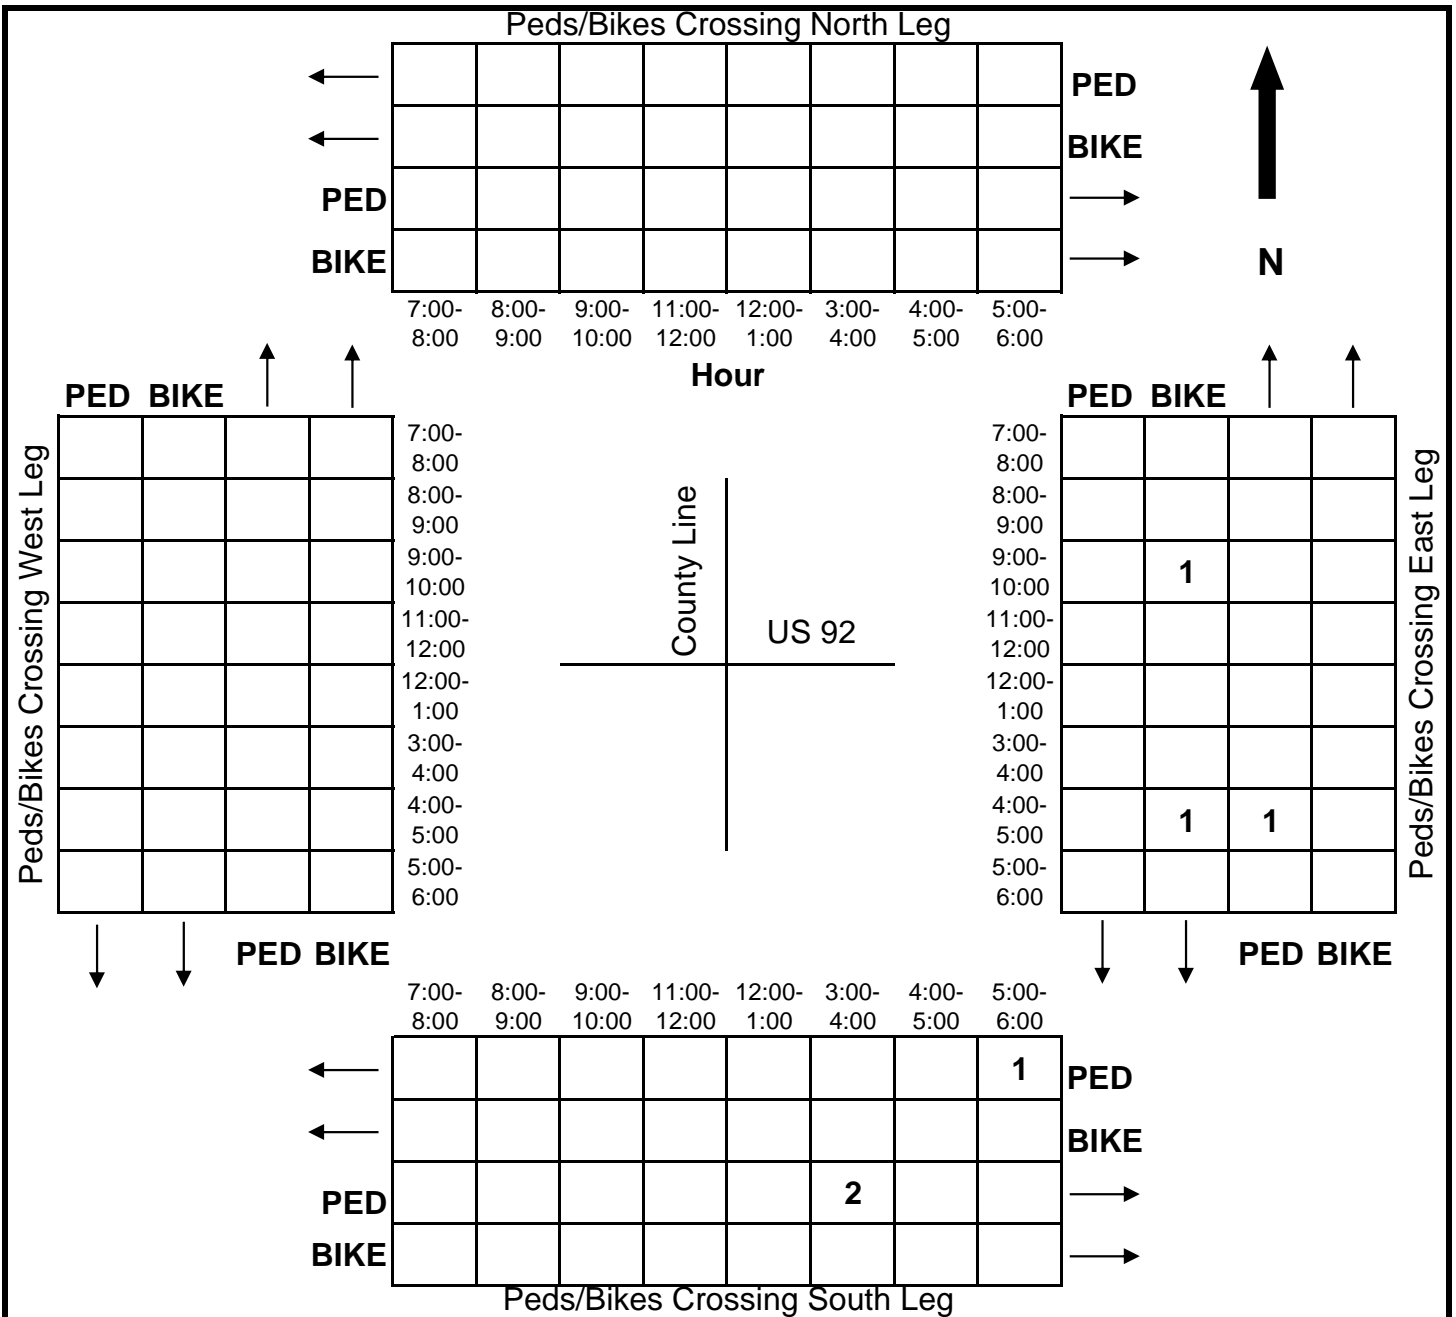 Peds/Bikes Crossing North Leg
PED
BIKE
PED
BIKE
N
7:00- 8:00- 9:00- 11:00- 12:00- 3:00- 4:00- 5:00-
8:00 9:00 10:00 12:00 1:00 4:00 5:00 6:00
Hour
PED BIKE
Peds/Bikes Crossing West Leg
7:00-
8:00
8:00-
9:00
9:00-
10:00
11:00-
12:00
12:00-
1:00
3:00-
4:00
4:00-
5:00
5:00-
6:00
PED BIKE
County Line
US 92
PED BIKE
7:00-
8:00
8:00-
9:00
9:00-
10:00
1
11:00-
12:00
12:00-
1:00
3:00-
4:00
4:00-
5:00
1 1
5:00-
6:00
Peds/Bikes Crossing East Leg
PED BIKE
7:00- 8:00- 9:00- 11:00- 12:00- 3:00- 4:00- 5:00-
8:00 9:00 10:00 12:00 1:00 4:00 5:00 6:00
1 PED
BIKE
PED 2
BIKE
Peds/Bikes Crossing South Leg